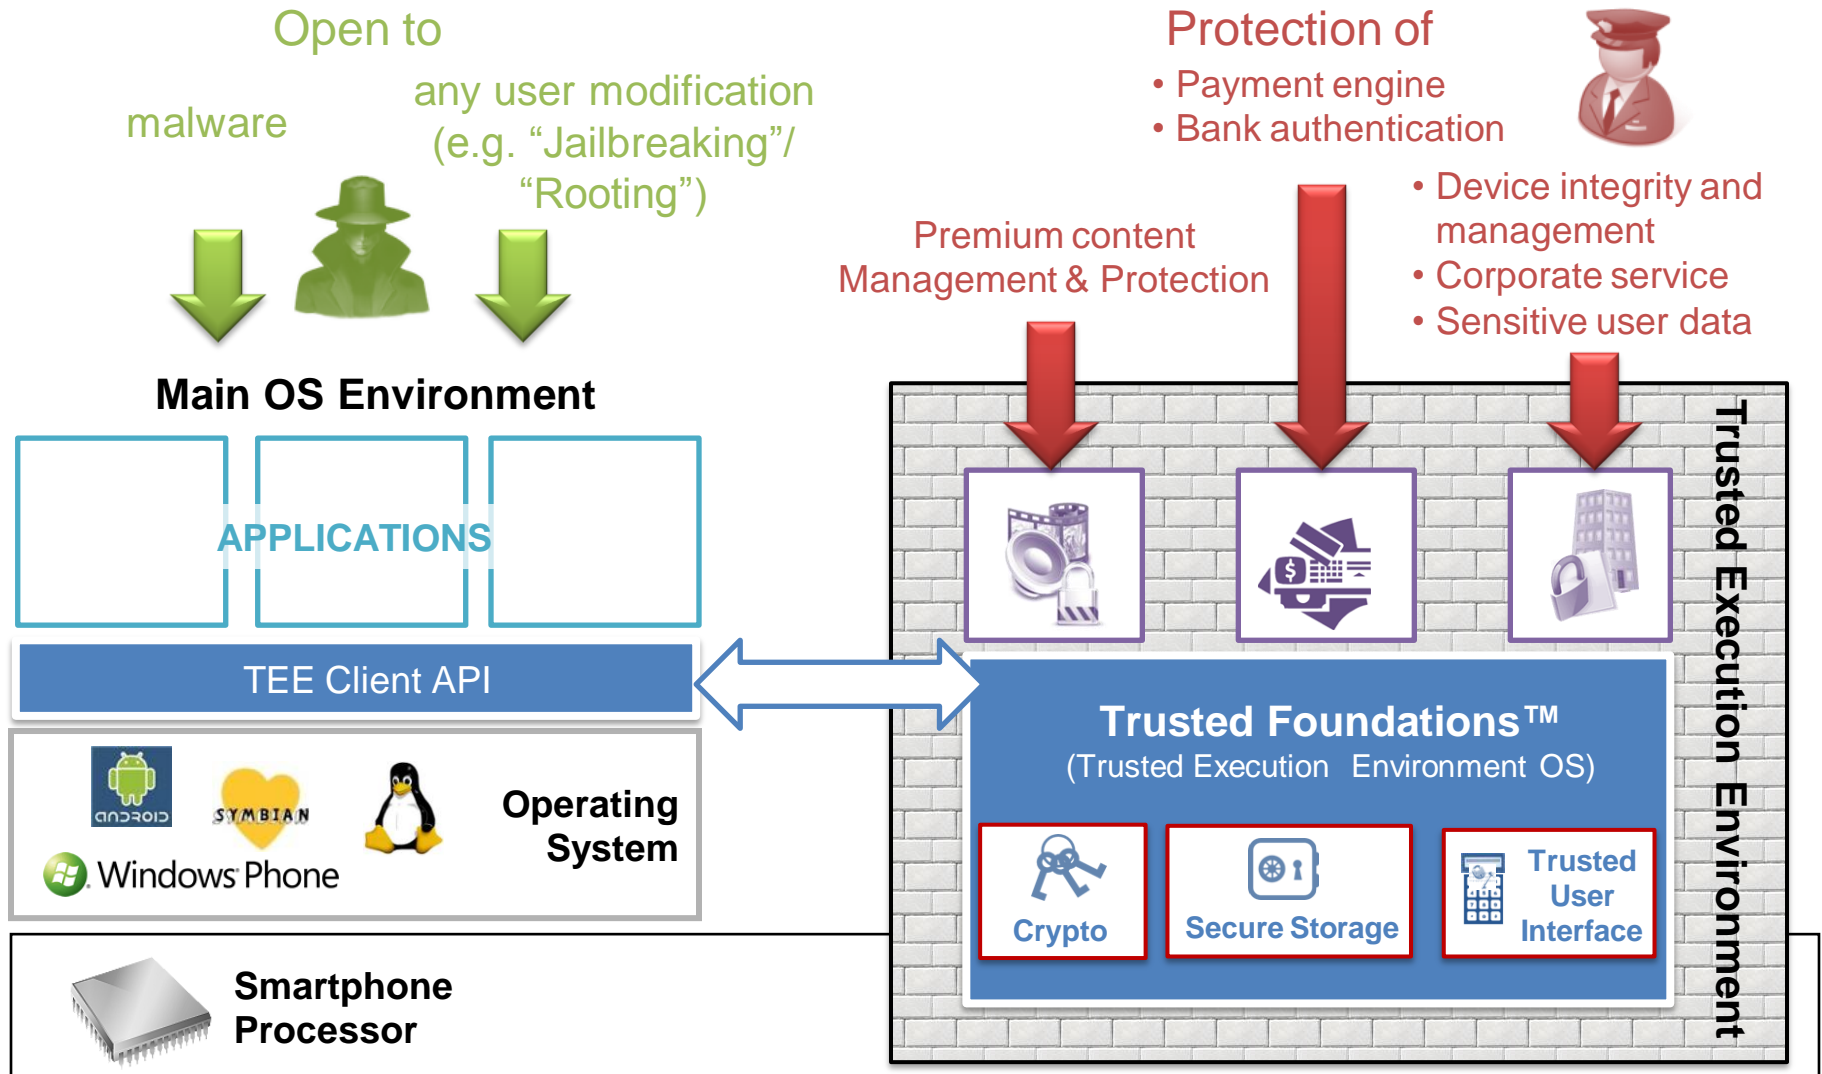 Open to
malware
any user modification
(e.g. “Jailbreaking”/
“Rooting”)
Protection of
• Payment engine
• Bank authentication
Premium content
Management & Protection
• Device integrity and
management
• Corporate service
• Sensitive user data
Main OS Environment
APPLICATIONS
TEE Client API
ANDROID
SYMBIAN
Windows Phone
Operating
System
Smartphone
Processor
$
Trusted Foundations™
(Trusted Execution Environment OS)
Crypto
Secure Storage
Trusted
User
Interface
Trusted Execution Environment